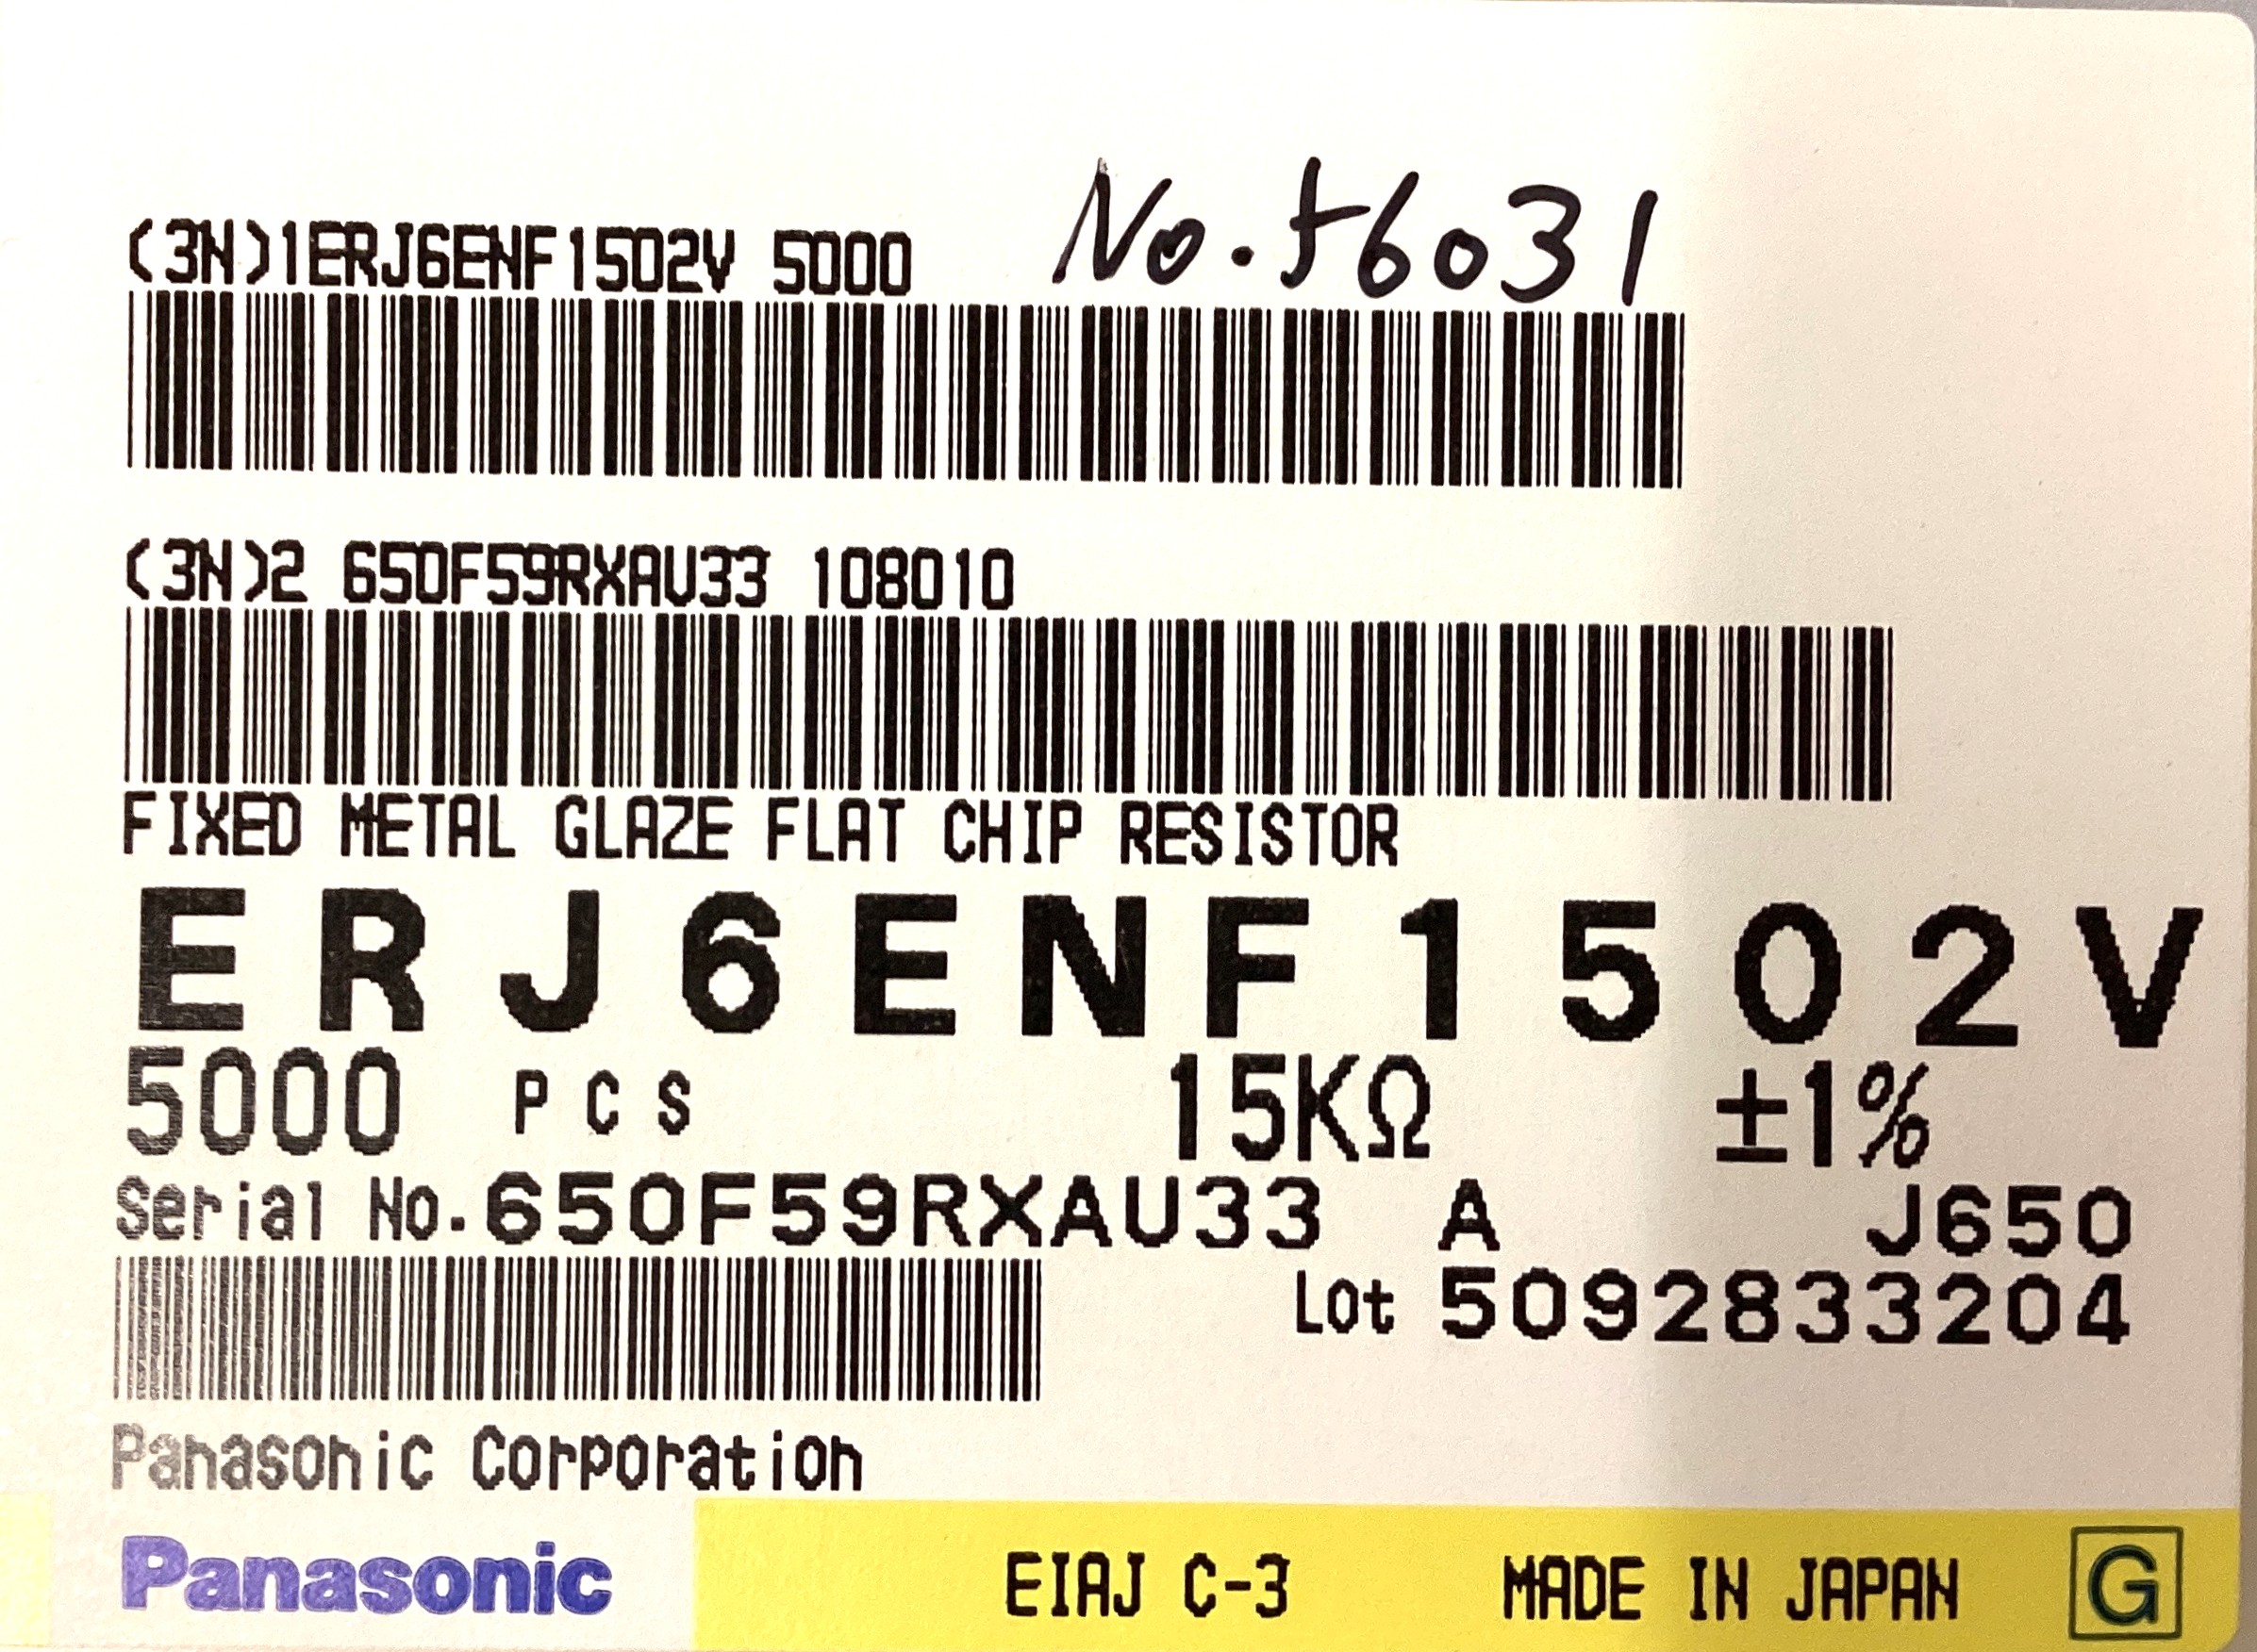 No.56031
(3N)1ERJ6ENF1502V 5000
(3N)2 650F59RXAU33 108010
FIXED METAL GLAZE FLAT CHIP RESISTOR
ERJ6ENF1502V
5000 PCS 15KΩ ±1%
Serial No.650F59RXAU33 A J650
Lot 5092833204
Panasonic Corporation
Panasonic EIAJ C-3 MADE IN JAPAN G